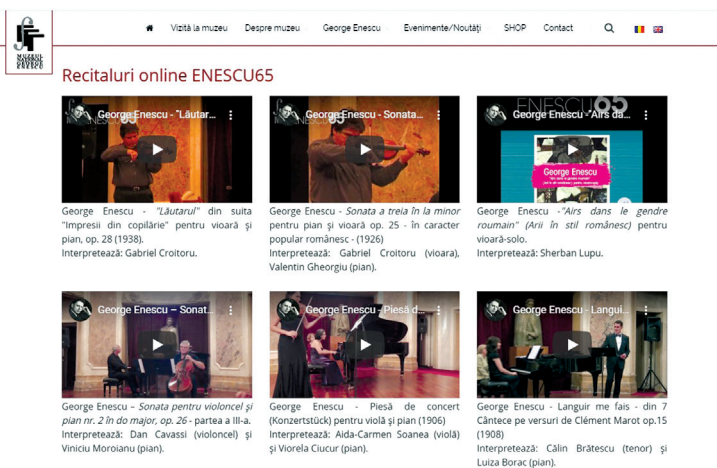 MUZEUL
NAȚIONAL
GEORGE
ENESCU
Vizită la muzeu Despre muzeu George Enescu Evenimente/Noutăți SHOP Contact
Recitaluri online ENESCU65
George Enescu - "Lăutar...
George Enescu - "Lăutarul" din suita
"Impresii din copilărie" pentru vioară și
pian, op. 28 (1938).
Interpretează: Gabriel Croitoru.
George Enescu - Sonata...
George Enescu - Sonata a treia în la minor
pentru pian și vioară op. 25 - în caracter
popular românesc - (1926)
Interpretează: Gabriel Croitoru (vioara),
Valentin Gheorghiu (pian).
ENESCU65
George Enescu -"Airs da...
George Enescu
George Enescu -"Airs dans le gendre
roumain" (Arii în stil românesc) pentru
vioară-solo.
Interpretează: Sherban Lupu.
George Enescu – Sonat...
George Enescu – Sonata pentru violoncel și
pian nr. 2 în do major, op. 26 - partea a III-a.
Interpretează: Dan Cavassi (violoncel) și
Viniciu Moroianu (pian).
George Enescu - Piesă d...
George Enescu - Piesă de concert
(Konzertstück) pentru violă și pian (1906)
Interpretează: Aida-Carmen Soanea (violă)
și Viorela Ciucur (pian).
George Enescu - Langui...
George Enescu - Languir me fais - din 7
Cântece pe versuri de Clément Marot op.15
(1908)
Interpretează: Călin Brătescu (tenor) și
Luiza Borac (pian).